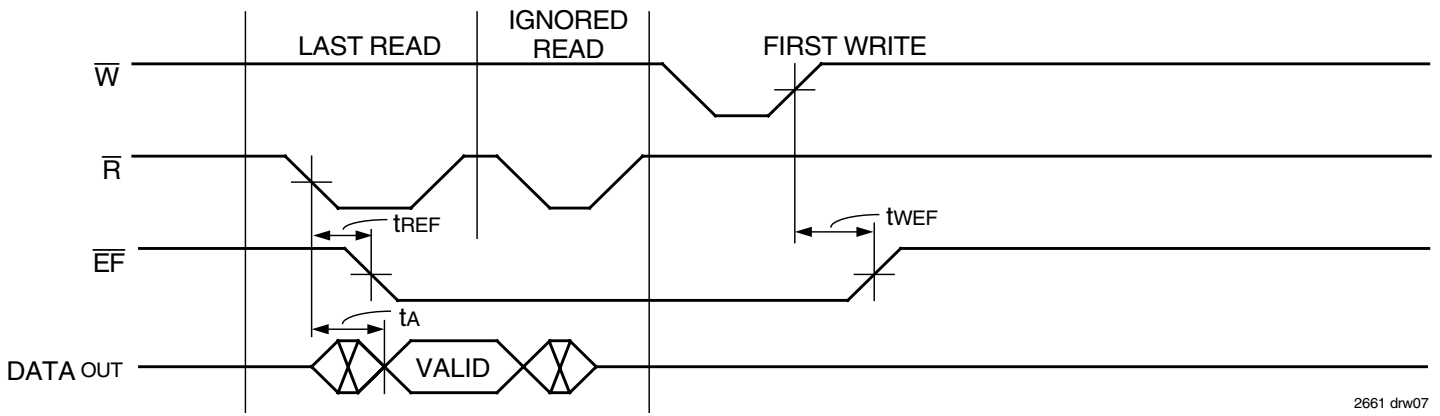 LAST READ
IGNORED
READ
FIRST WRITE
W
R
tREF
tWEF
EF
tA
DATA OUT
VALID
2661 drw07